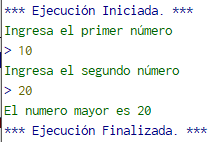 *** Ejecución Iniciada. ***
Ingresa el primer número
> 10
Ingresa el segundo número
> 20
El numero mayor es 20
*** Ejecución Finalizada. ***